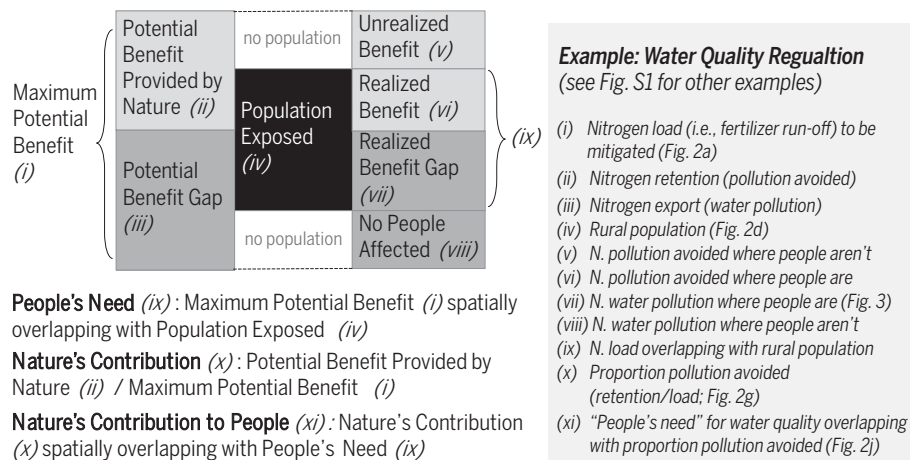 Maximum
Potential
Benefit
(i)
Potential
Benefit
Provided by
Nature (ii)
Potential
Benefit Gap
(iii)
no population
Population
Exposed
(iv)
no population
Unrealized
Benefit (v)
Realized
Benefit (vi)
Realized
Benefit Gap
(vii)
No People
Affected (viii)
(ix)
People's Need (ix) : Maximum Potential Benefit (i) spatially
overlapping with Population Exposed (iv)
Nature's Contribution (x) : Potential Benefit Provided by
Nature (ii) / Maximum Potential Benefit (i)
Nature's Contribution to People (xi) : Nature's Contribution
(x) spatially overlapping with People's Need (ix)
Example: Water Quality Regualtion
(see Fig. S1 for other examples)
(i) Nitrogen load (i.e., fertilizer run-off) to be
mitigated (Fig. 2a)
(ii) Nitrogen retention (pollution avoided)
(iii) Nitrogen export (water pollution)
(iv) Rural population (Fig. 2d)
(v) N. pollution avoided where people aren't
(vi) N. pollution avoided where people are
(vii) N. water pollution where people are (Fig. 3)
(viii) N. water pollution where people aren't
(ix) N. load overlapping with rural population
(x) Proportion pollution avoided
(retention/load; Fig. 2g)
(xi) "People's need" for water quality overlapping
with proportion pollution avoided (Fig. 2j)